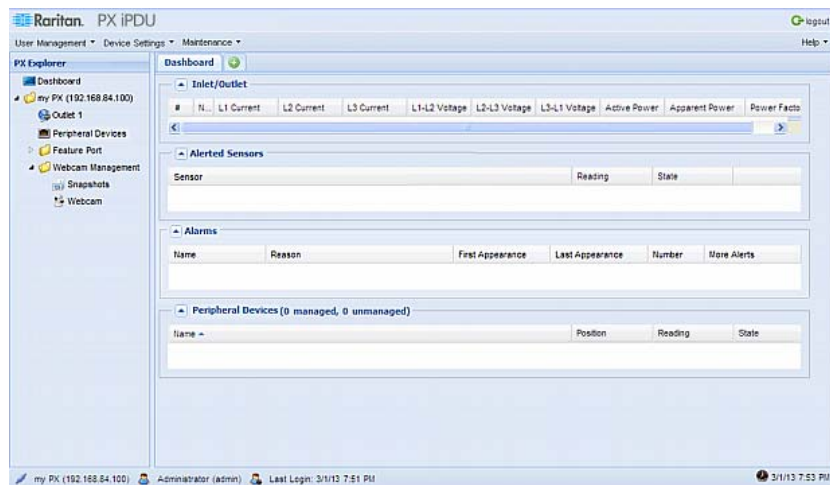 Raritan. PX iPDU
logout
User Management Device Settings Maintenance Help
PX Explorer
Dashboard
my PX (192.168.84.100)
Outlet 1
Peripheral Devices
Feature Port
Webcam Management
Snapshots
Webcam
Dashboard
Inlet/Outlet
# N... L1 Current L2 Current L3 Current L1-L2 Voltage L2-L3 Voltage L3-L1 Voltage Active Power Apparent Power Power Facto
Alerted Sensors
Sensor Reading State
Alarms
Name Reason First Appearance Last Appearance Number More Alerts
Peripheral Devices (0 managed, 0 unmanaged)
Name Position Reading State
my PX (192.168.84.100) Administrator (admin) Last Login: 3/1/13 7:51 PM 3/1/13 7:53 PM